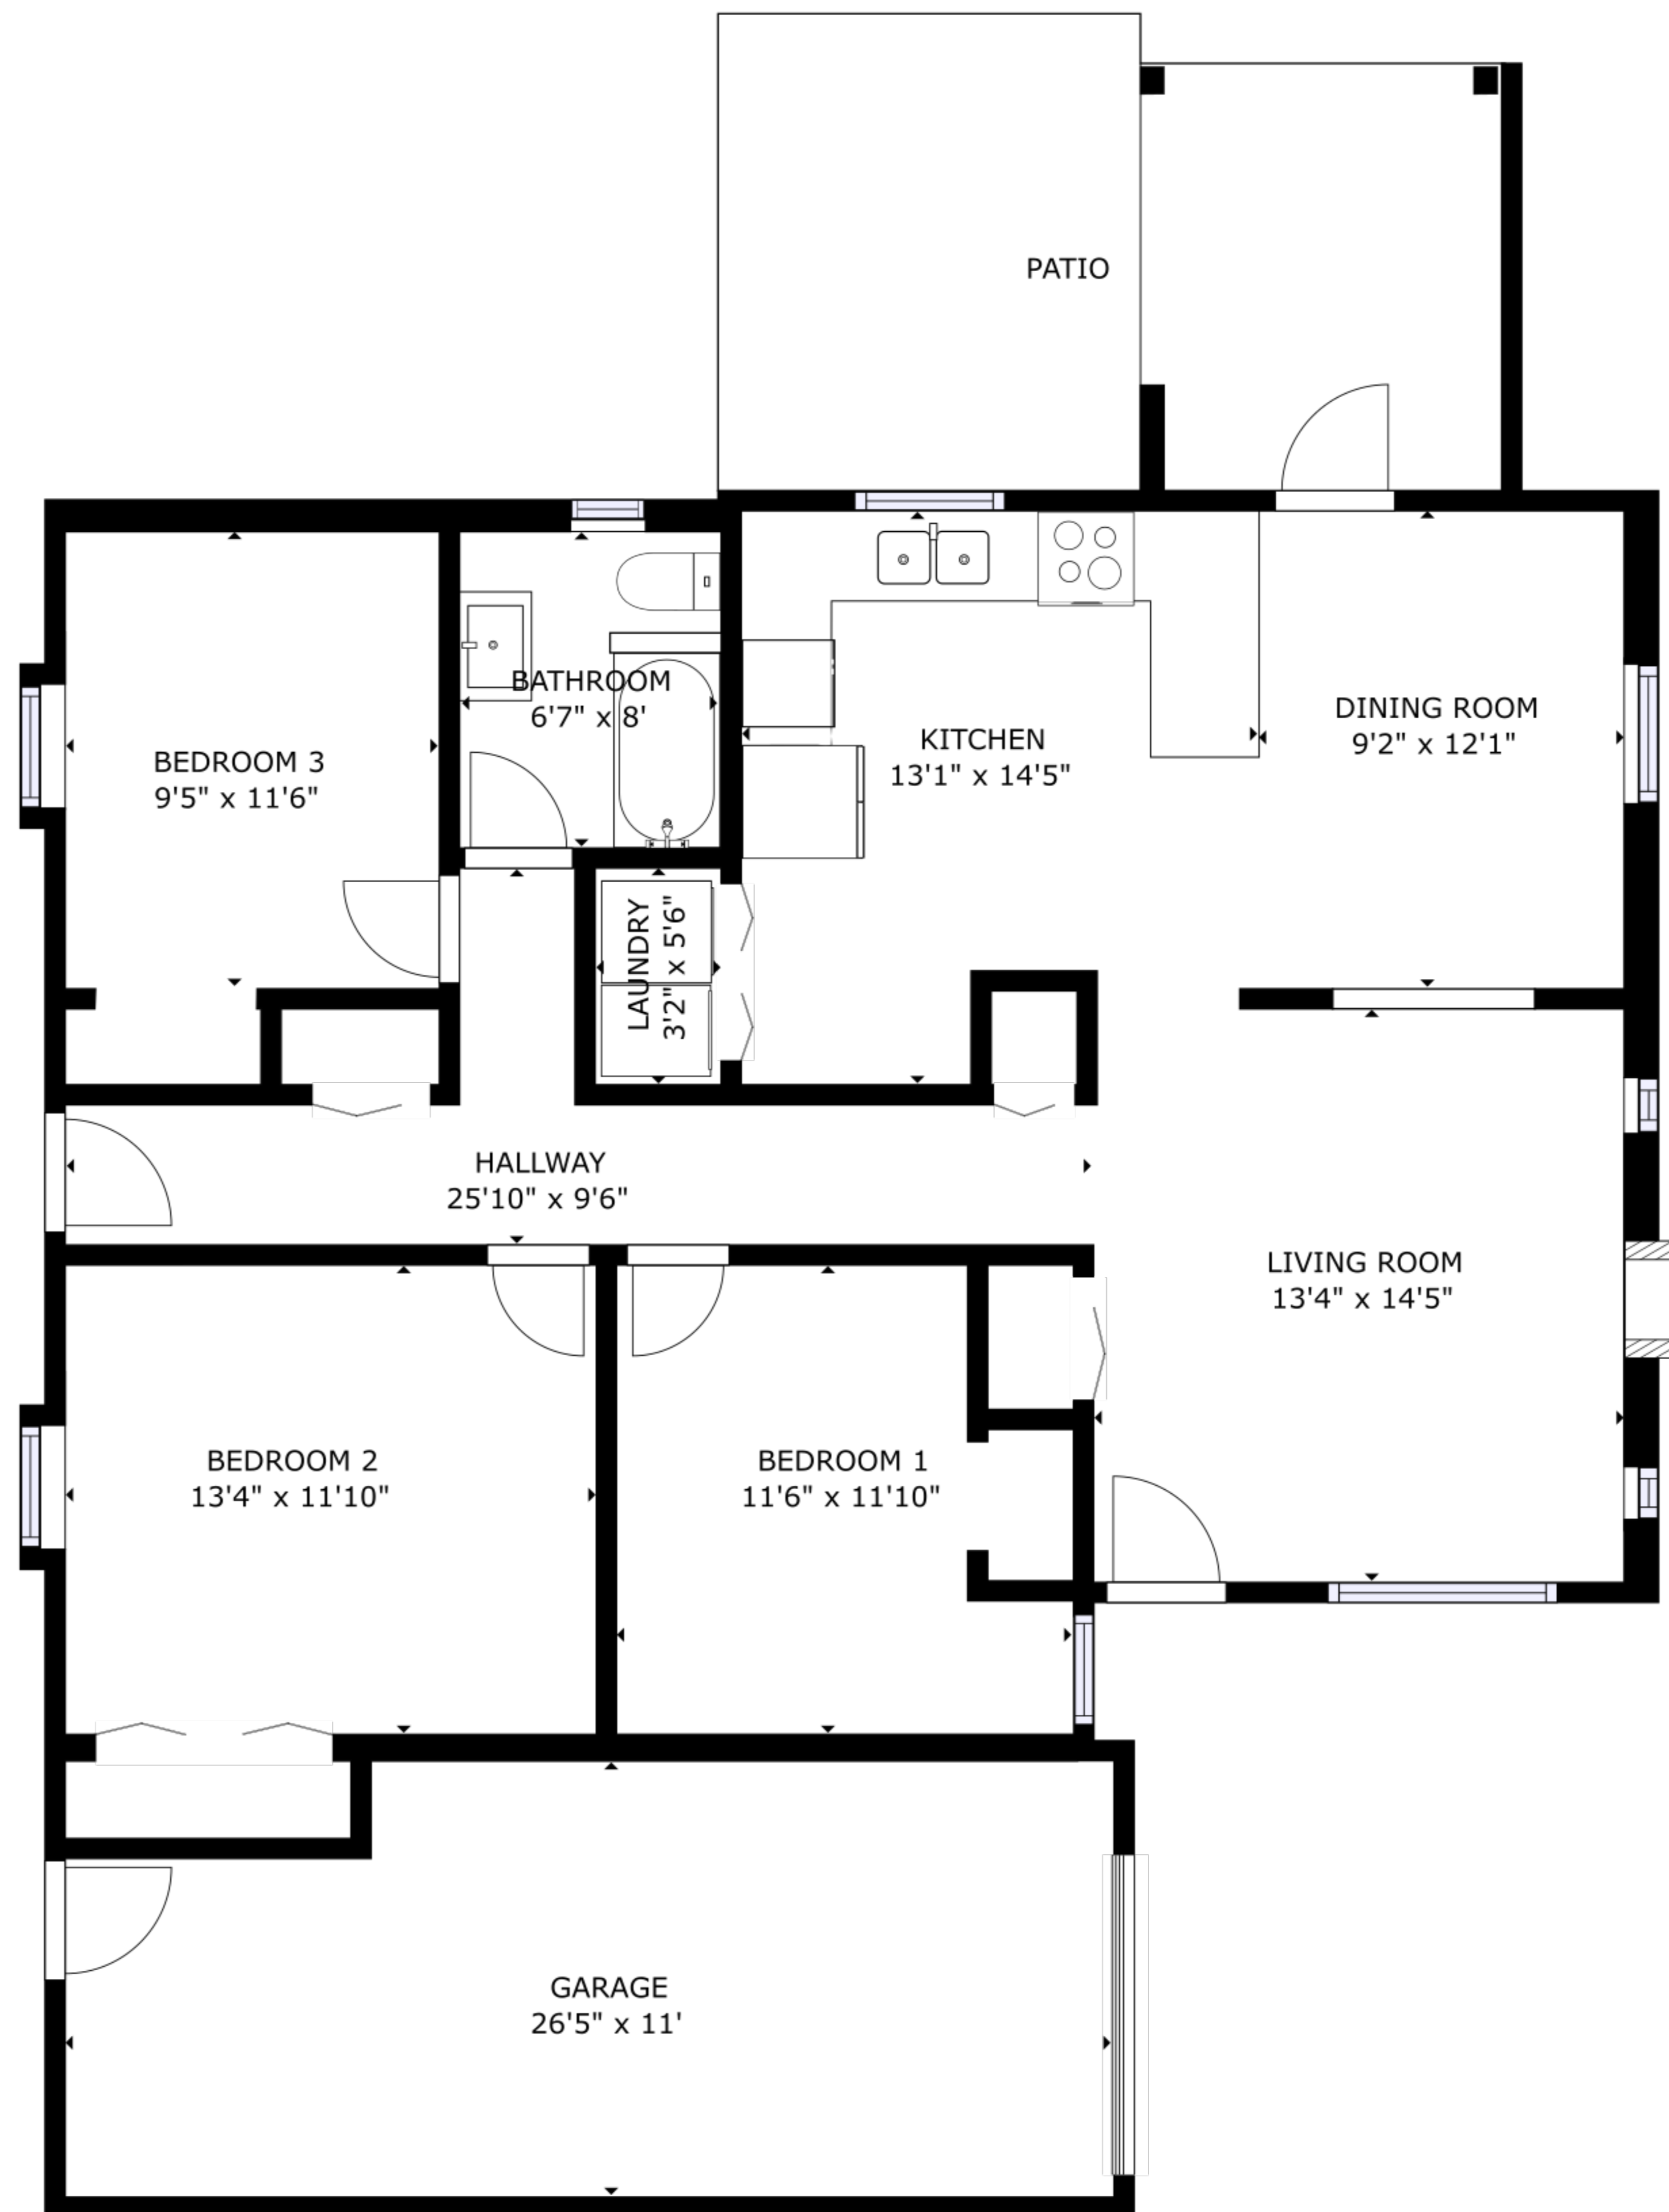 PATIO
DINING ROOM
9'2" x 12'1"
KITCHEN
13'1" x 14'5"
BATHROOM
6'7" x 8'
BEDROOM 3
9'5" x 11'6"
LAUNDRY
3'2" x 5'6"
HALLWAY
25'10" x 9'6"
LIVING ROOM
13'4" x 14'5"
BEDROOM 2
13'4" x 11'10"
BEDROOM 1
11'6" x 11'10"
GARAGE
26'5" x 11'